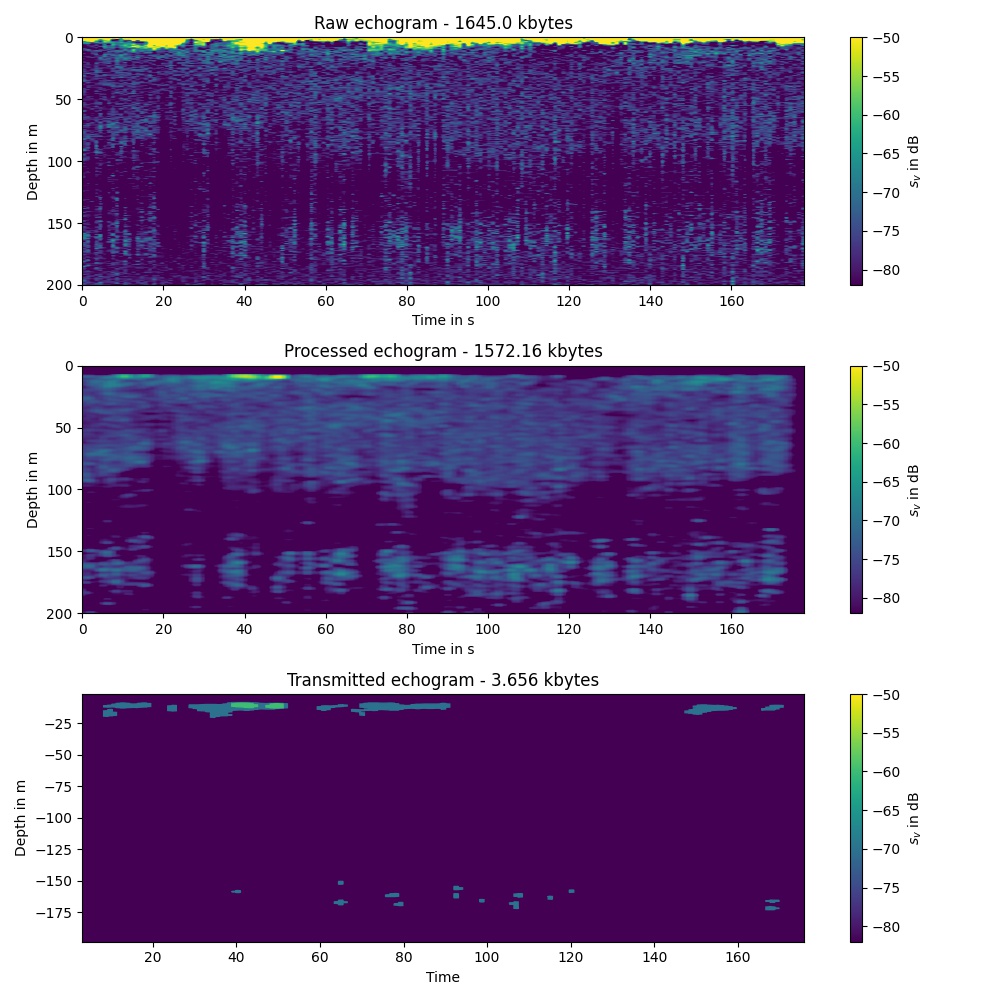 Raw echogram - 1645.0 kbytes
0
50
100
150
200
Depth in m
0 20 40 60 80 100 120 140 160
Time in s
−50
−55
−60
−65
−70
−75
−80
sv in dB
Processed echogram - 1572.16 kbytes
0
50
100
150
200
Depth in m
0 20 40 60 80 100 120 140 160
Time in s
−50
−55
−60
−65
−70
−75
−80
sv in dB
Transmitted echogram - 3.656 kbytes
−25
−50
−75
−100
−125
−150
−175
Depth in m
20 40 60 80 100 120 140 160
Time
−50
−55
−60
−65
−70
−75
−80
sv in dB